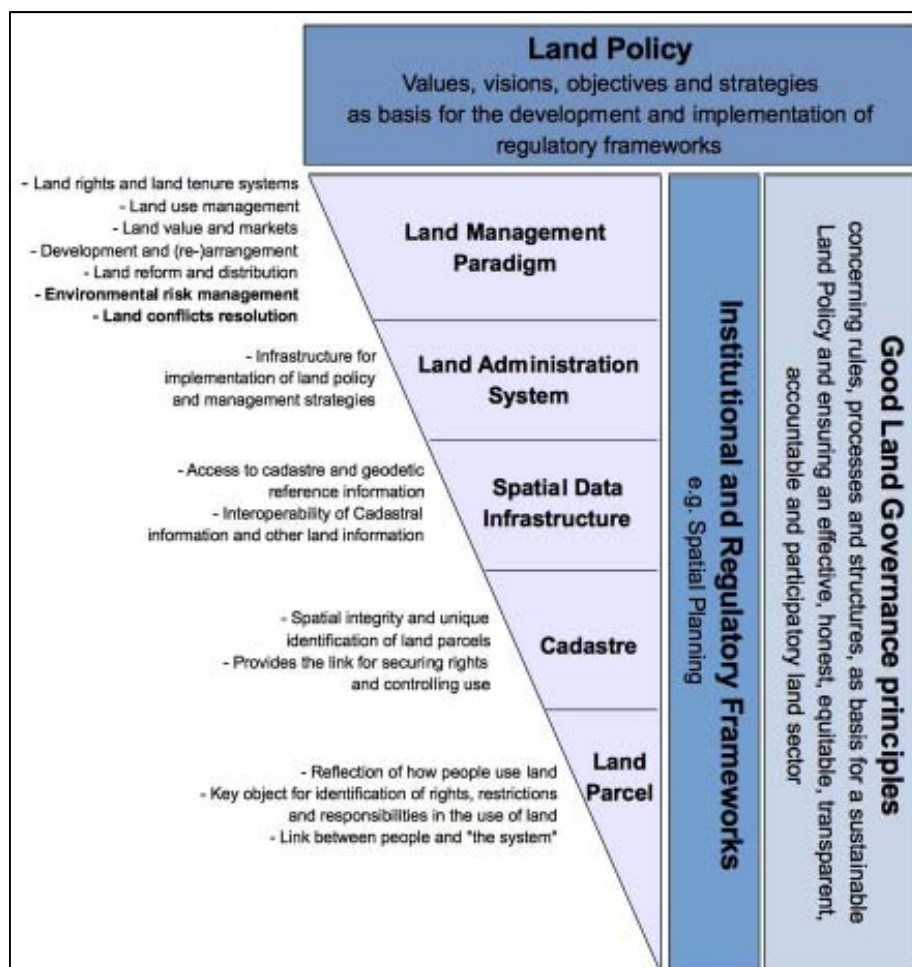 Land Policy
Values, visions, objectives and strategies
as basis for the development and implementation of
regulatory frameworks
- Land rights and land tenure systems
- Land use management
- Land value and markets
- Development and (re-)arrangement
- Land reform and distribution
- Environmental risk management
- Land conflicts resolution
Land Management
Paradigm
- Infrastructure for
implementation of land policy
and management strategies
Land Administration
System
- Access to cadastre and geodetic
reference information
- Interoperability of Cadastral
information and other land information
Spatial Data
Infrastructure
- Spatial integrity and unique
identification of land parcels
- Provides the link for securing rights
and controlling use
Cadastre
- Reflection of how people use land
- Key object for identification of rights, restrictions
and responsibilities in the use of land
- Link between people and "the system"
Land
Parcel
Institutional and Regulatory Frameworks
e.g. Spatial Planning
Good Land Governance principles
concerning rules, processes and structures, as basis for a sustainable
Land Policy and ensuring an effective, honest, equitable, transparent,
accountable and participatory land sector